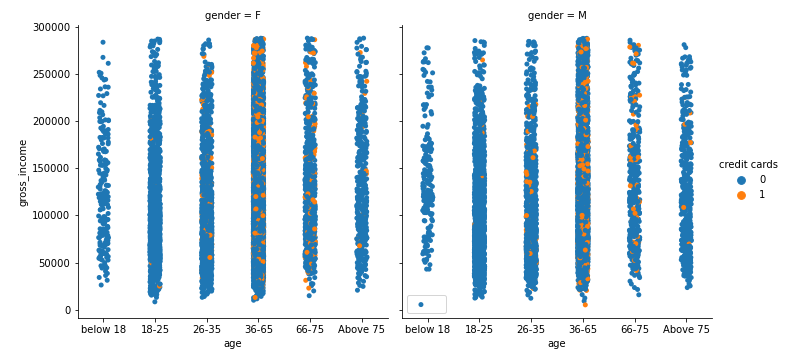 gender = F
gender = M
gross_income
300000
250000
200000
150000
100000
50000
0
below 18 18-25 26-35 36-65 66-75 Above 75
age
below 18 18-25 26-35 36-65 66-75 Above 75
age
credit cards
0
1